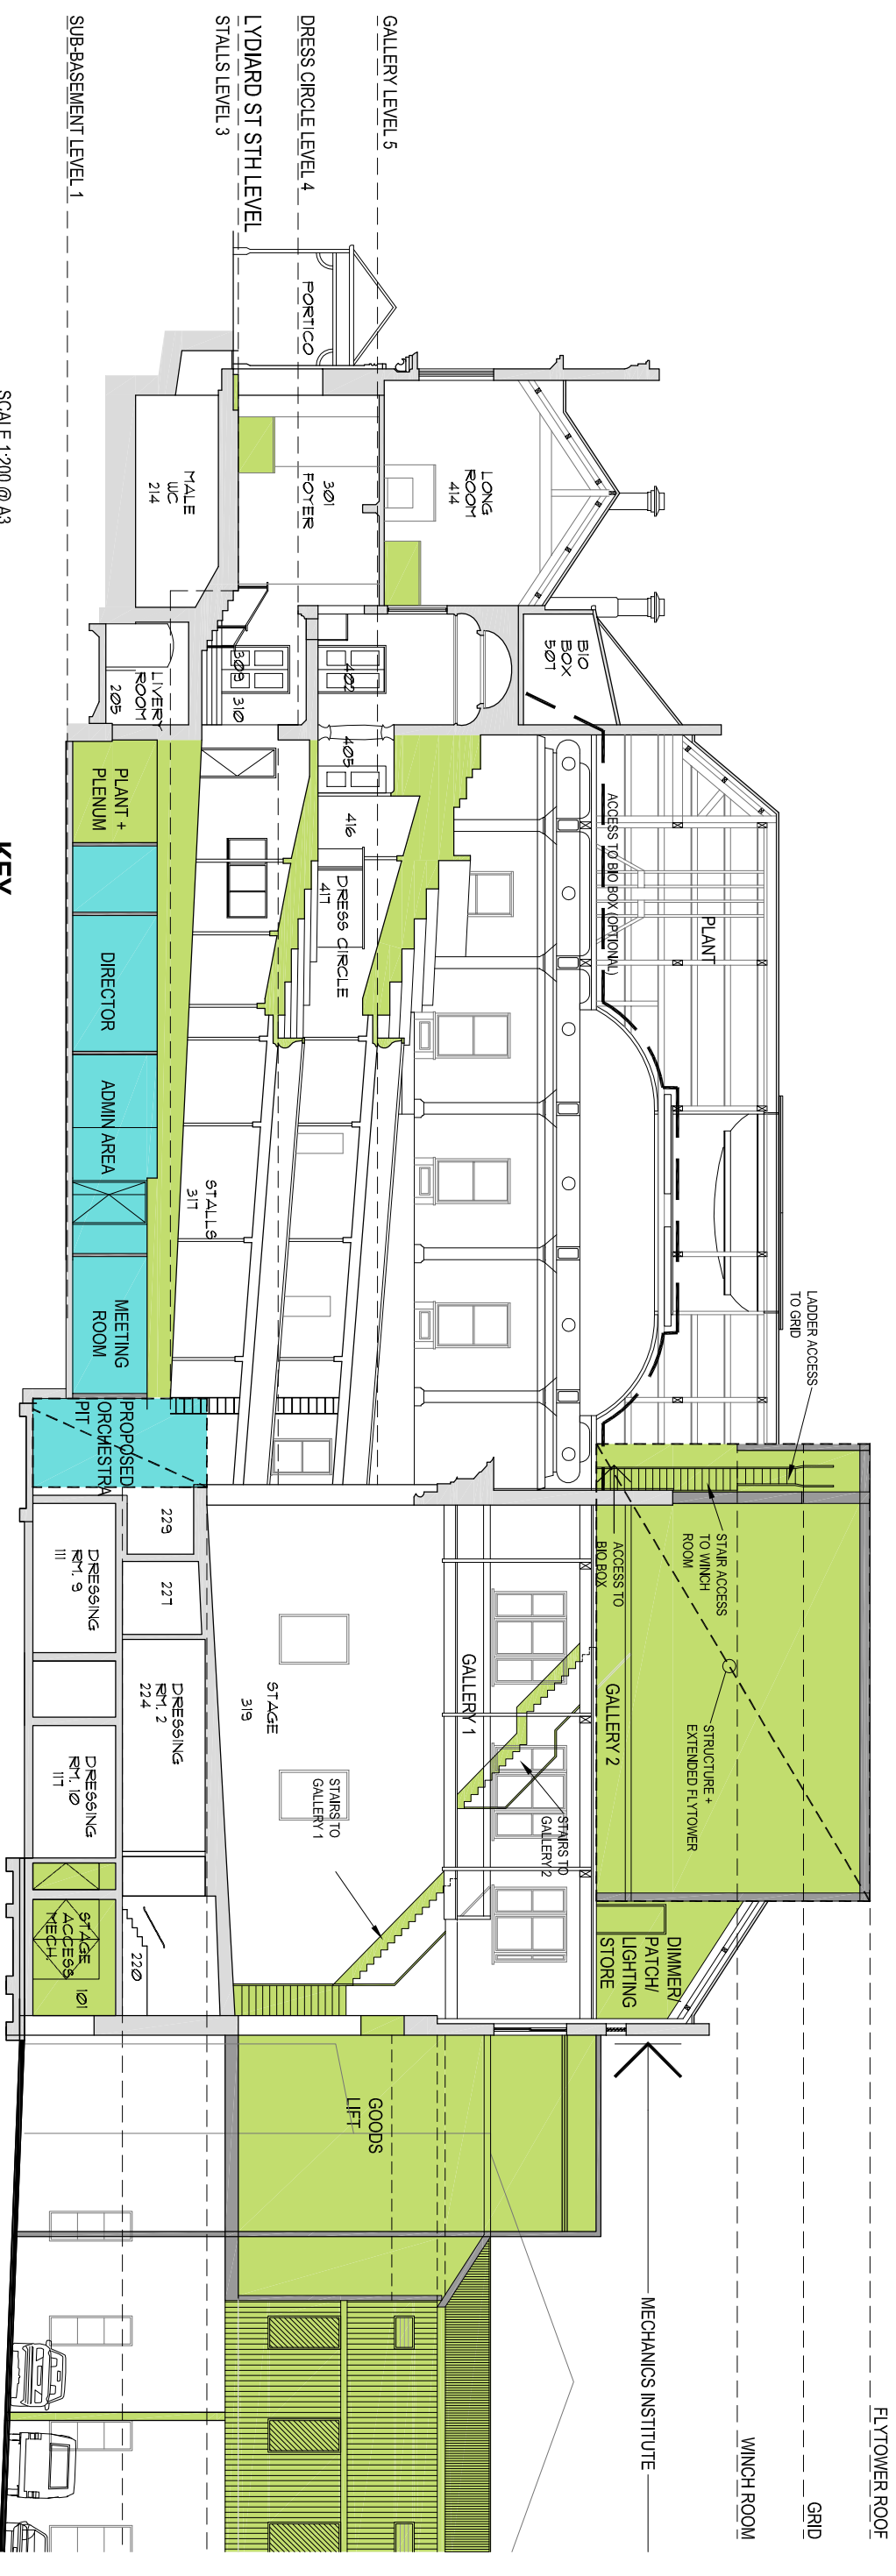 GALLERY LEVEL 5
DRESS CIRCLE LEVEL 4
LYDIARD ST STH LEVEL
STALLS LEVEL 3
SUB-BASEMENT LEVEL 1
PORTICO
LONG
ROOM
414
301
FOYER
MALE
WC
214
BIO
BOX
507
309
310
402
405
LIVERY
ROOM
205
416
DRESS CIRCLE
417
ACCESS TO BIO BOX (OPTIONAL)
PLANT
PLANT +
PLENUM
DIRECTOR
ADMIN AREA
MEETING
ROOM
STALLS
317
PROPOSED
ORCHESTRA
PIT
LADDER ACCESS
TO GRID
STAIR ACCESS
TO WINCH
ROOM
ACCESS TO
BIO BOX
STRUCTURE +
EXTENDED FLYTOWER
GALLERY 2
GALLERY 1
STAIRS TO
GALLERY 2
STAIRS TO
GALLERY 1
STAGE
319
229
227
DRESSING
RM. 2
224
DRESSING
RM. 9
111
DRESSING
RM. 10
117
220
STAGE
ACCESS
MECH.
101
DIMMER/
PATCH/
LIGHTING
STORE
GOODS
LIFT
MECHANICS INSTITUTE
FLYTOWER ROOF
GRID
WINCH ROOM
SCALE 1:200 @ A3
KEY